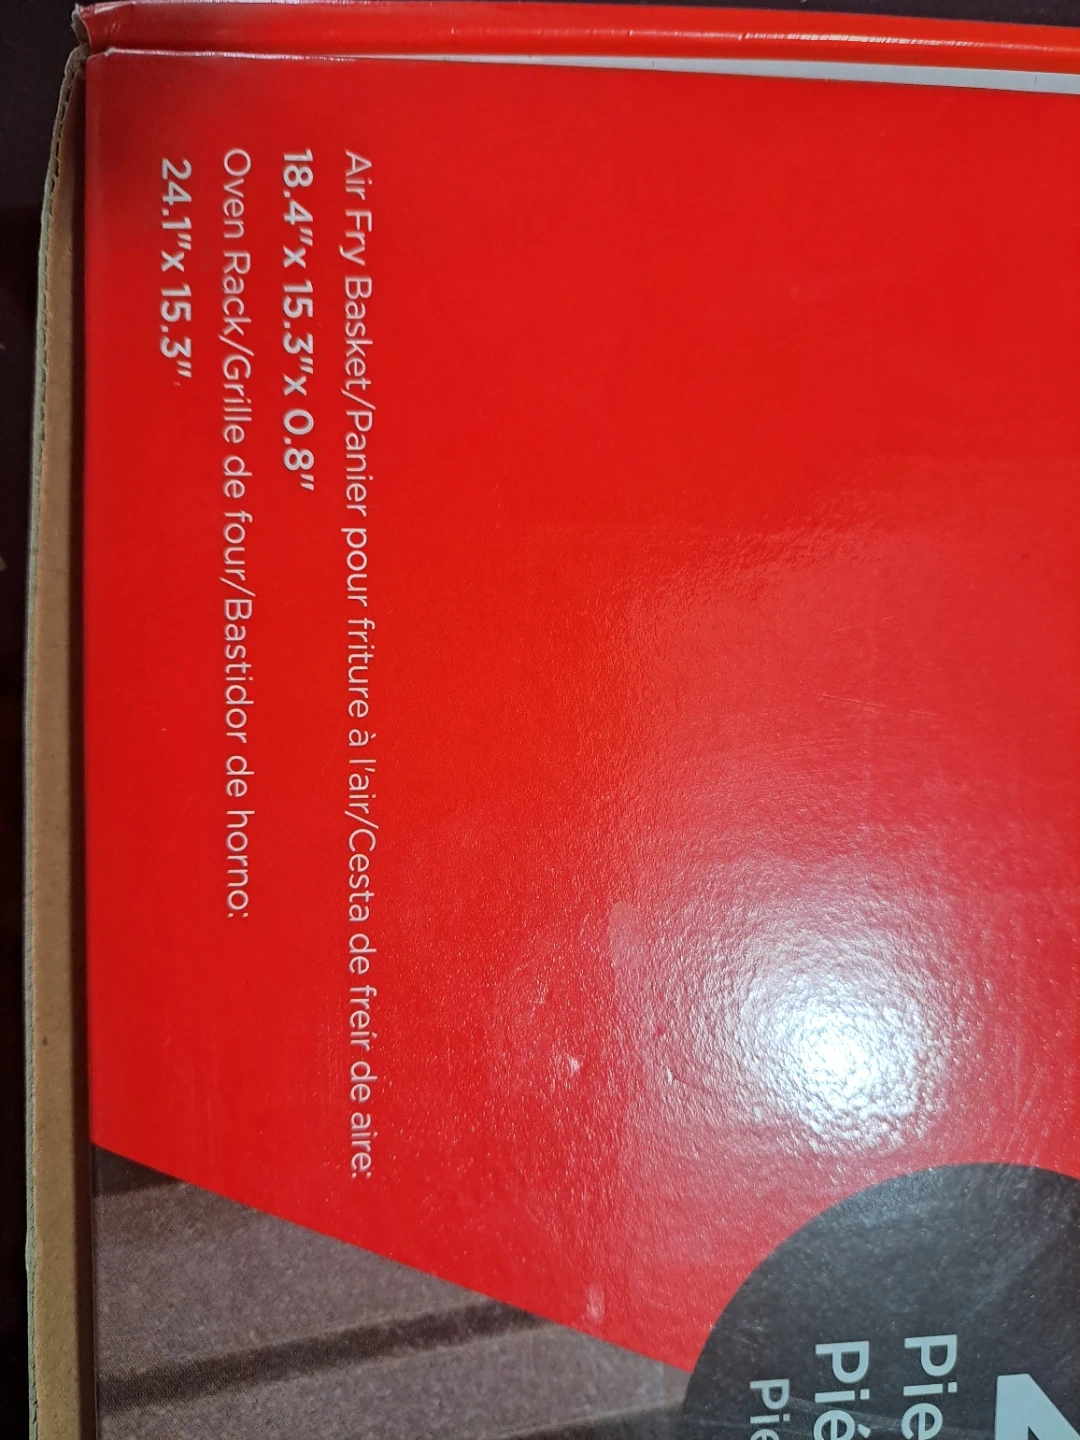 Air Fry Basket/Panier pour friture à l'air/Cesta de freir de aire:
18.4"x 15.3"x 0.8"
Oven Rack/Grille de four/Bastidor de horno:
24.1"x 15.3"